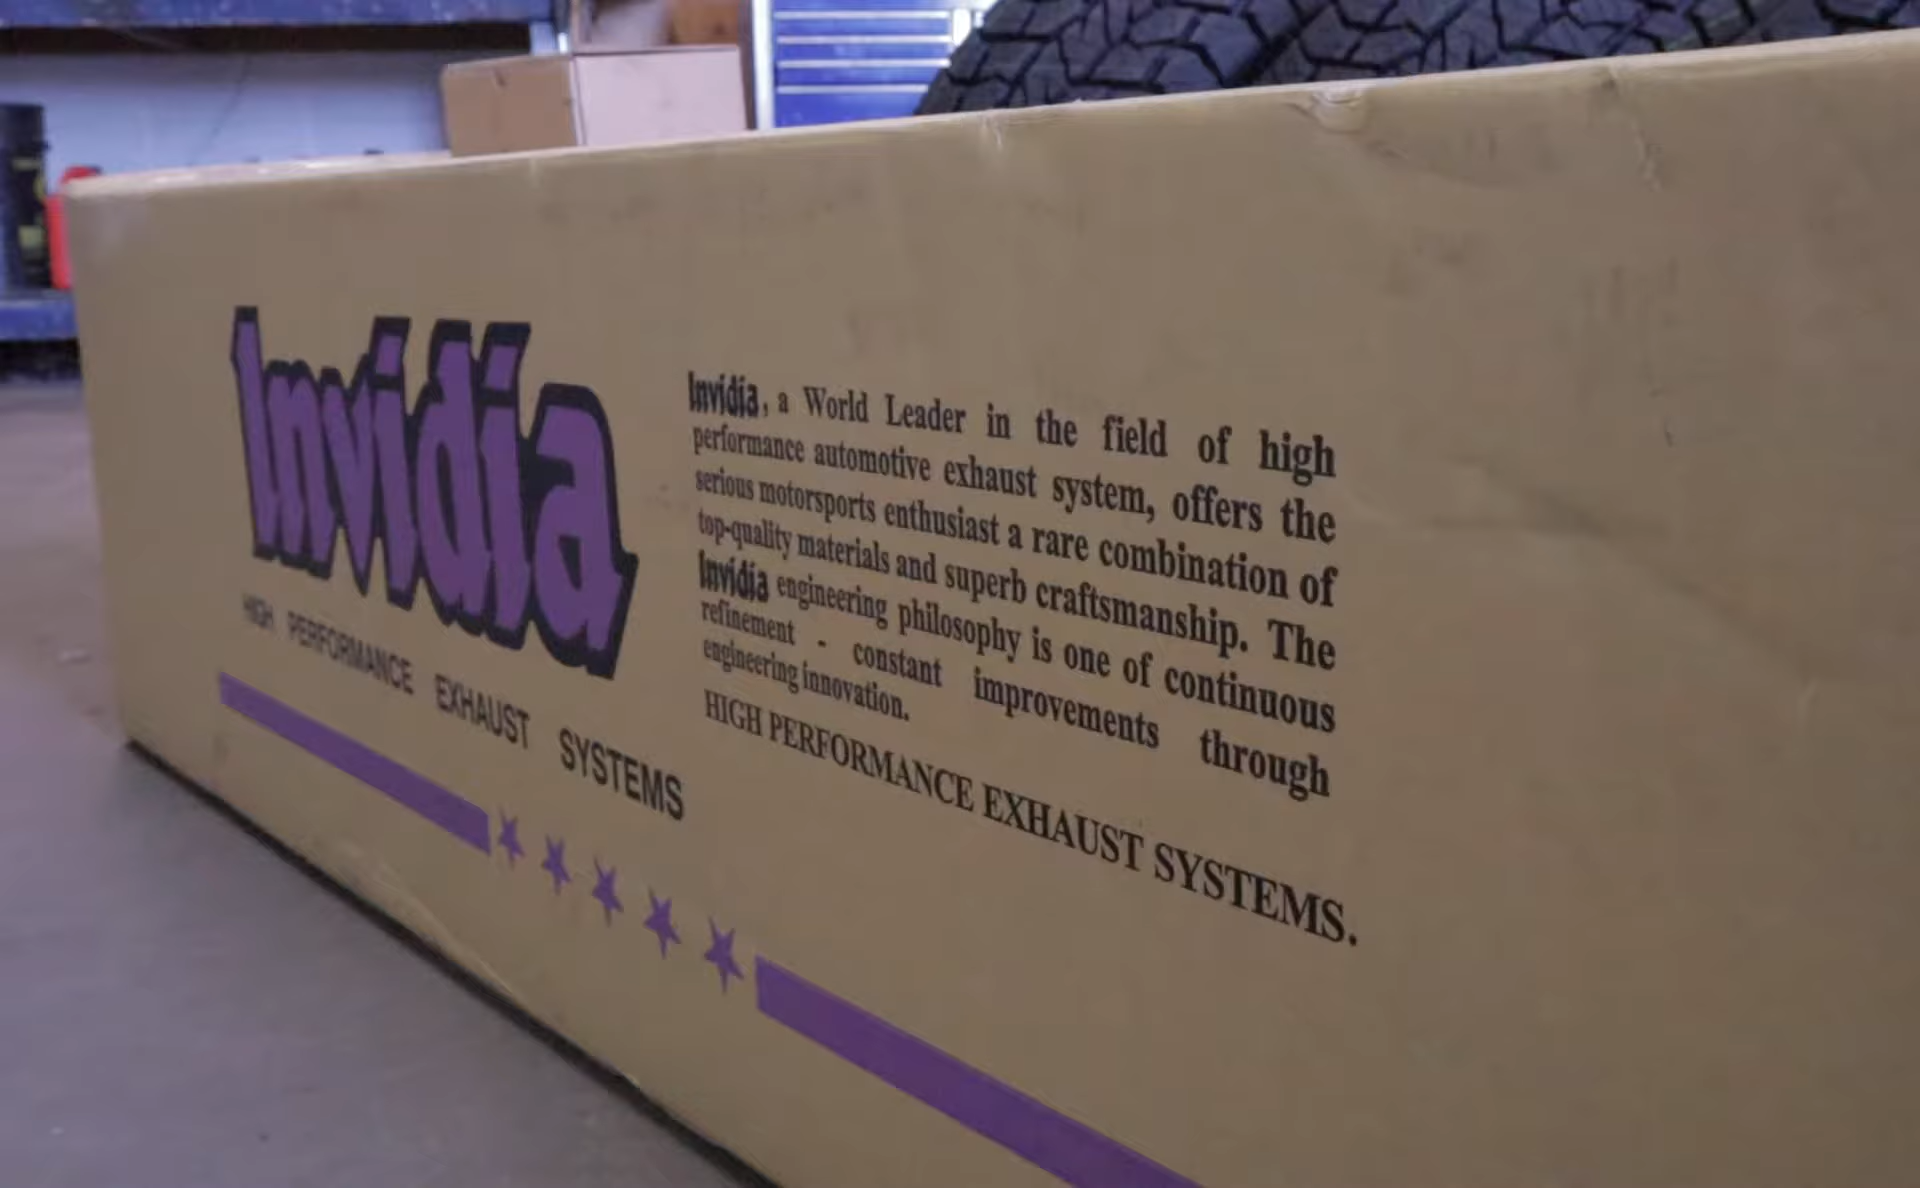 Invidia
HIGH PERFORMANCE EXHAUST SYSTEMS
Invidia, a World Leader in the field of high
performance automotive exhaust system, offers the
serious motorsports enthusiast a rare combination of
top-quality materials and superb craftsmanship. The
Invidia engineering philosophy is one of continuous
refinement - constant improvements through
engineering innovation.
HIGH PERFORMANCE EXHAUST SYSTEMS.